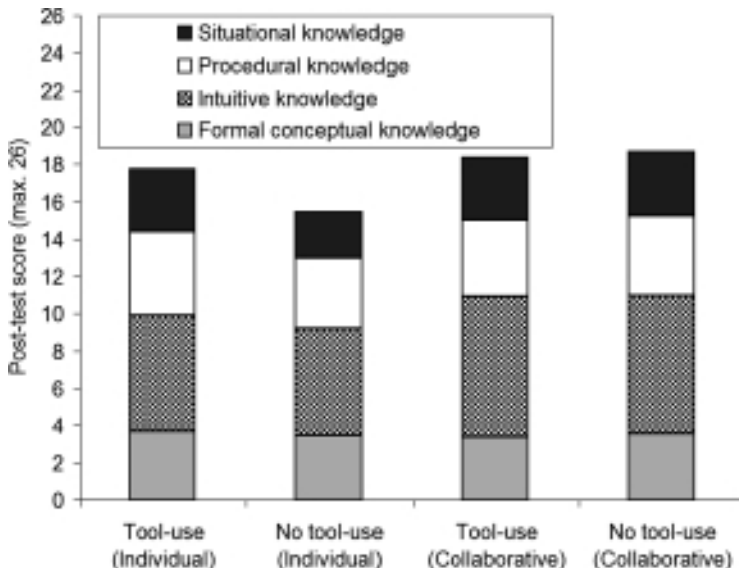 Post-test score (max. 26)
26
24
22
20
18
16
14
12
10
8
6
4
2
0
Situational knowledge
Procedural knowledge
Intuitive knowledge
Formal conceptual knowledge
Tool-use
(Individual)
No tool-use
(Individual)
Tool-use
(Collaborative)
No tool-use
(Collaborative)